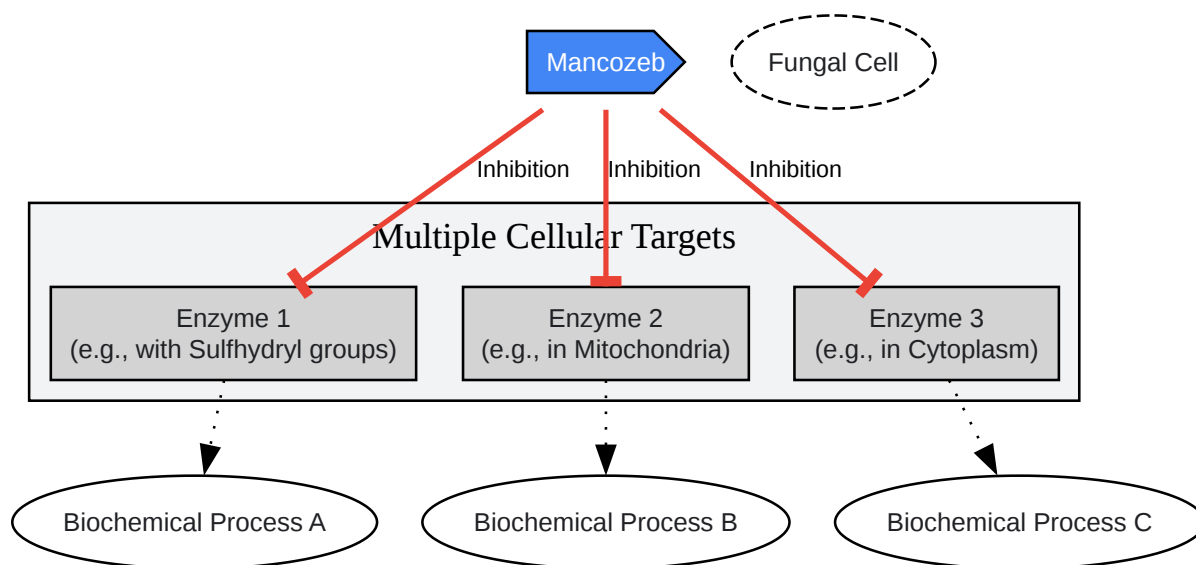 Mancozeb
Fungal Cell
Inhibition
Inhibition
Inhibition
Multiple Cellular Targets
Enzyme 1
(e.g., with Sulfhydryl groups)
Enzyme 2
(e.g., in Mitochondria)
Enzyme 3
(e.g., in Cytoplasm)
Biochemical Process A
Biochemical Process B
Biochemical Process C